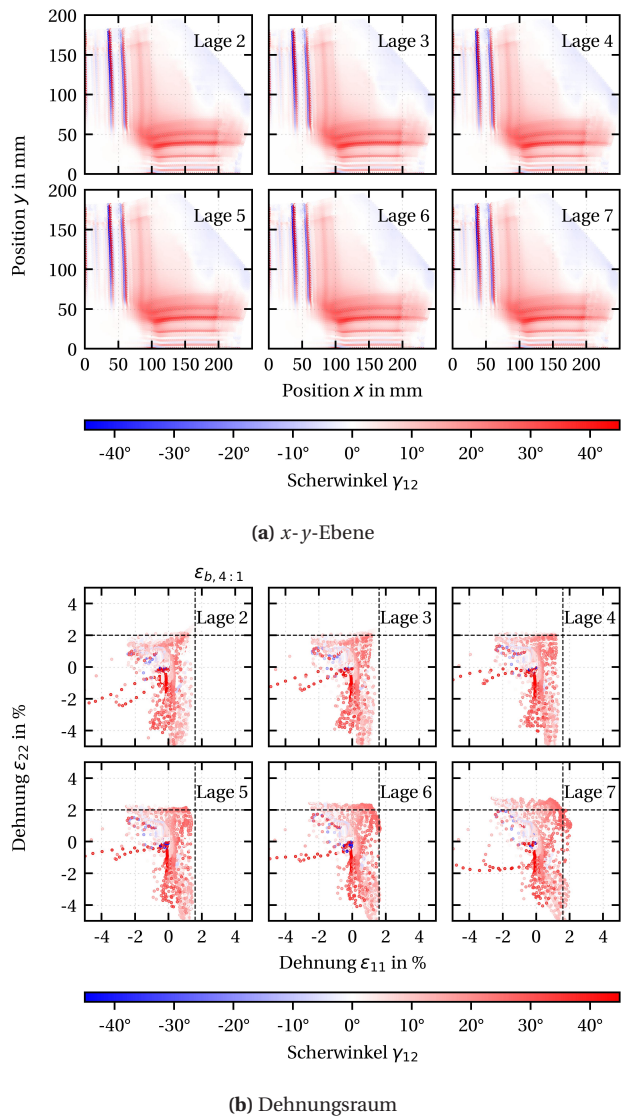 200
150
100
50
0
Lage 2
Lage 3
Lage 4
200
150
100
50
0
Lage 5
Lage 6
Lage 7
Position y in mm
0 50 100 150 200
0 50 100 150 200
0 50 100 150 200
Position x in mm
-40° -30° -20° -10° 0° 10° 20° 30° 40°
Scherwinkel γ12
(a) x-y-Ebene
εb,4:1
4
2
0
-2
-4
Lage 2
Lage 3
Lage 4
4
2
0
-2
-4
Lage 5
Lage 6
Lage 7
Dehnung ε22 in %
-4 -2 0 2 4
-4 -2 0 2 4
-4 -2 0 2 4
Dehnung ε11 in %
-40° -30° -20° -10° 0° 10° 20° 30° 40°
Scherwinkel γ12
(b) Dehnungsraum